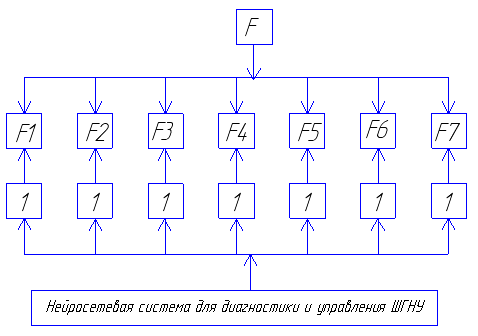 F
F1 F2 F3 F4 F5 F6 F7
1 1 1 1 1 1 1
Нейросетевая система для диагностики и управления ШГНУ